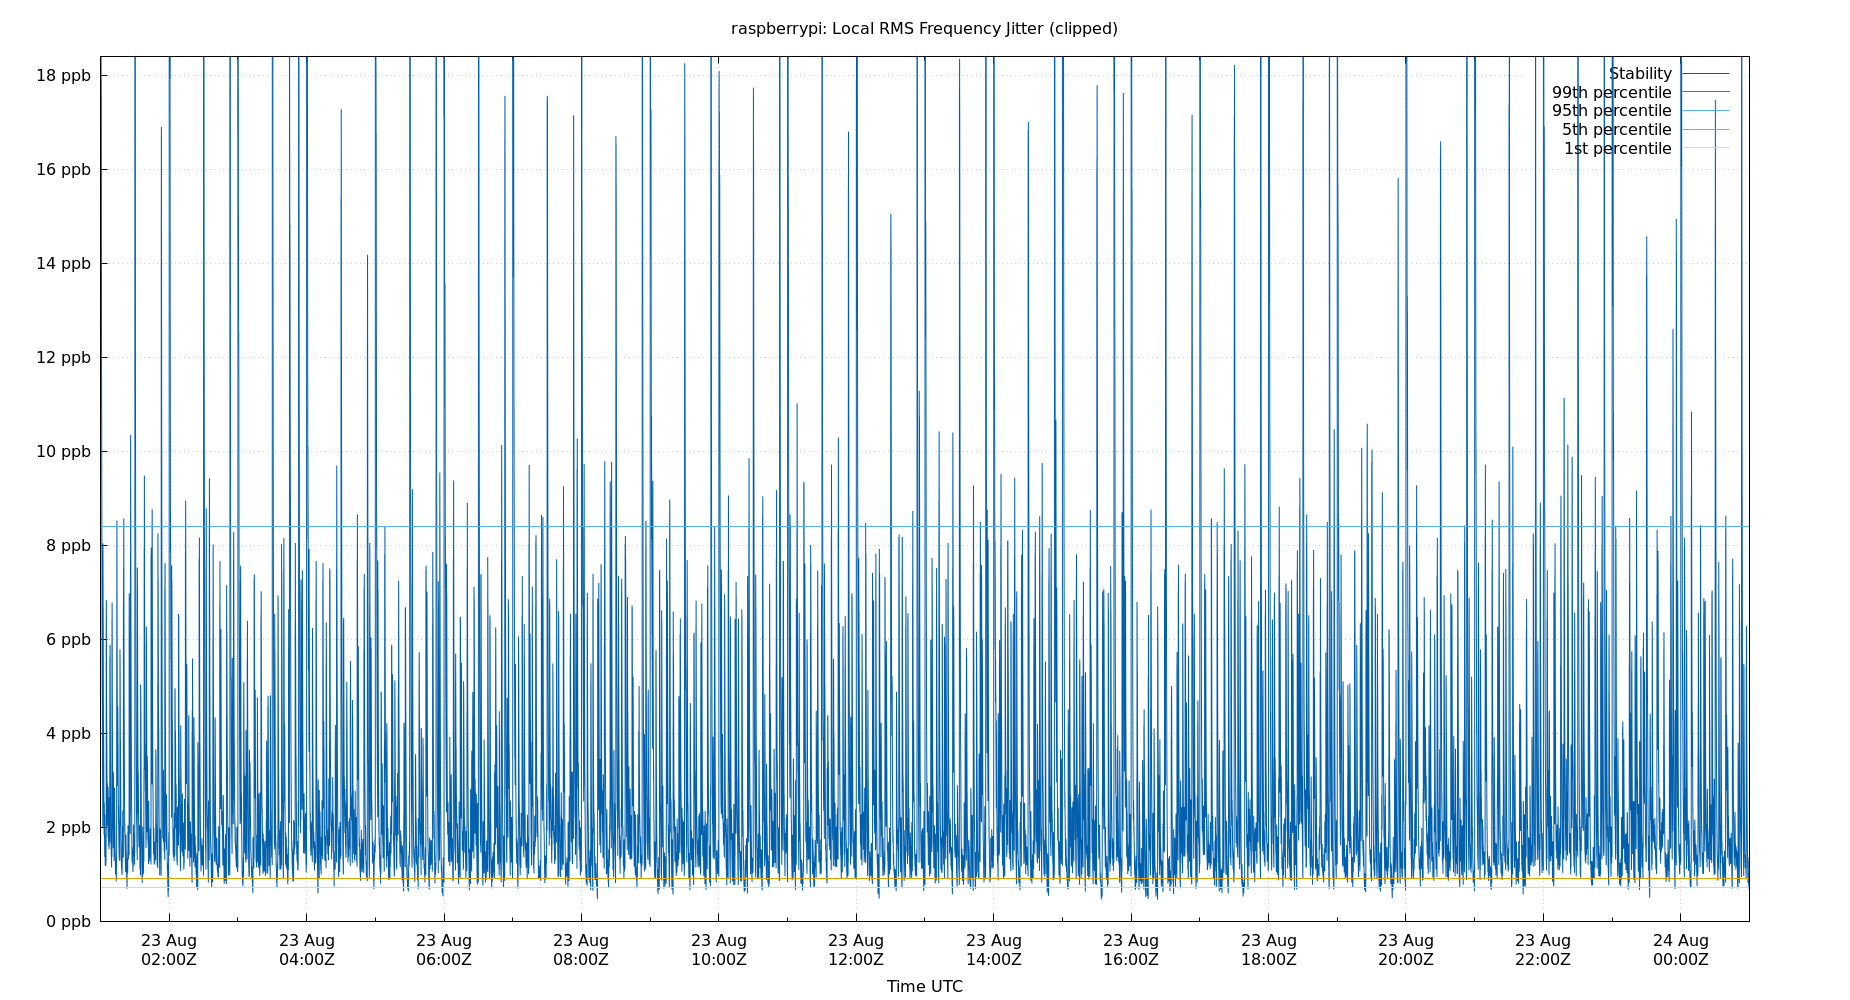 raspberrypi: Local RMS Frequency Jitter (clipped)
18 ppb
16 ppb
14 ppb
12 ppb
10 ppb
8 ppb
6 ppb
4 ppb
2 ppb
0 ppb
Stability
99th percentile
95th percentile
5th percentile
1st percentile
23 Aug 23 Aug 23 Aug 23 Aug 23 Aug 23 Aug 23 Aug 23 Aug 23 Aug 23 Aug 23 Aug 24 Aug
02:00Z 04:00Z 06:00Z 08:00Z 10:00Z 12:00Z 14:00Z 16:00Z 18:00Z 20:00Z 22:00Z 00:00Z
Time UTC